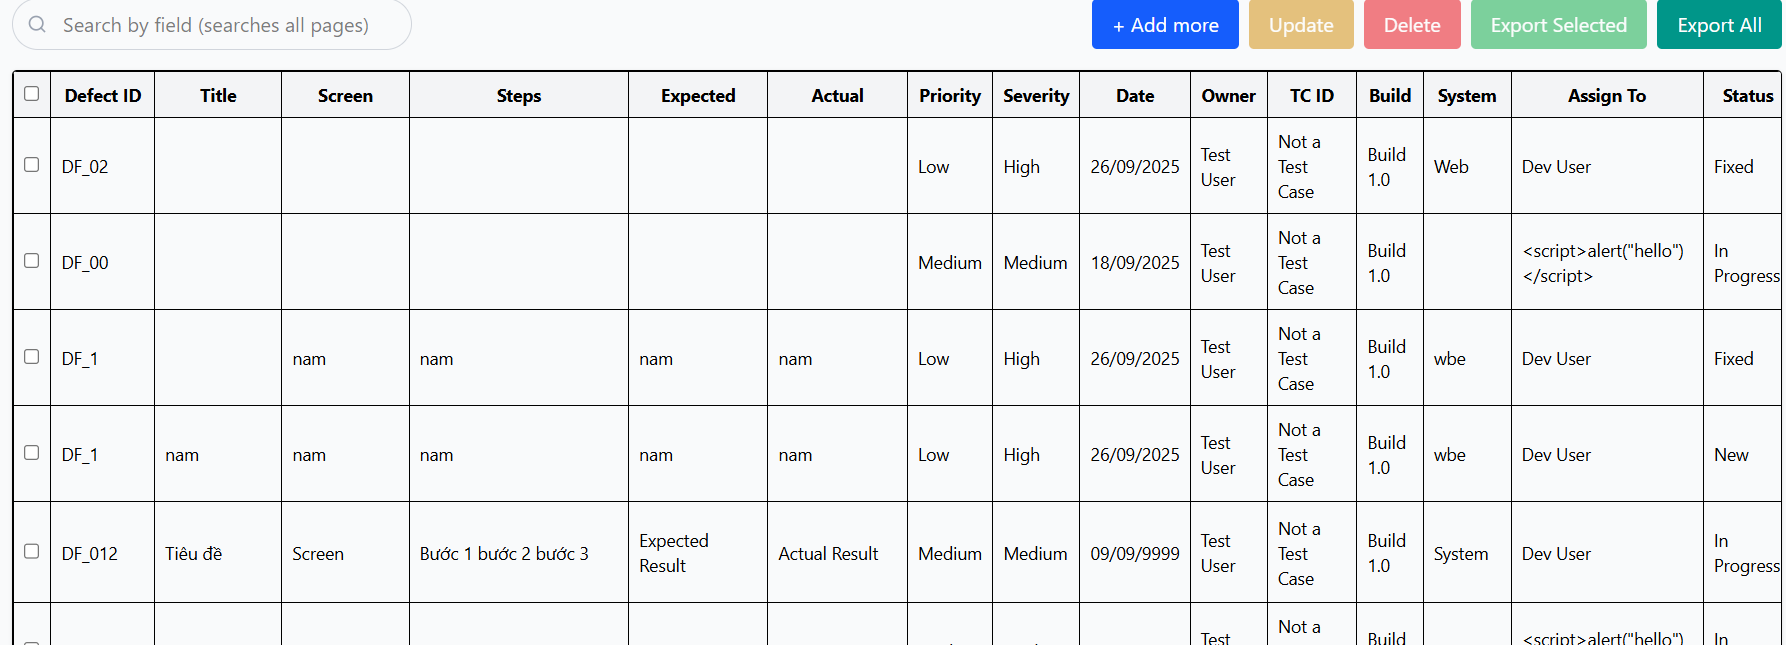 Search by field (searches all pages)
+ Add more
Update
Delete
Export Selected
Export All
Defect ID Title Screen Steps Expected Actual Priority Severity Date Owner TC ID Build System Assign To Status
DF_02 Low High 26/09/2025 Test User Not a Test Case Build 1.0 Web Dev User Fixed
DF_00 Medium Medium 18/09/2025 Test User Not a Test Case Build 1.0 <script>alert("hello")</script> In Progress
DF_1 nam nam nam nam Low High 26/09/2025 Test User Not a Test Case Build 1.0 wbe Dev User Fixed
DF_1 nam nam nam nam nam Low High 26/09/2025 Test User Not a Test Case Build 1.0 wbe Dev User New
DF_012 Tiêu đề Screen Bước 1 bước 2 bước 3 Expected Result Actual Result Medium Medium 09/09/9999 Test User Not a Test Case Build 1.0 System Dev User In Progress
Test Not a Build <script>alert("hello") In